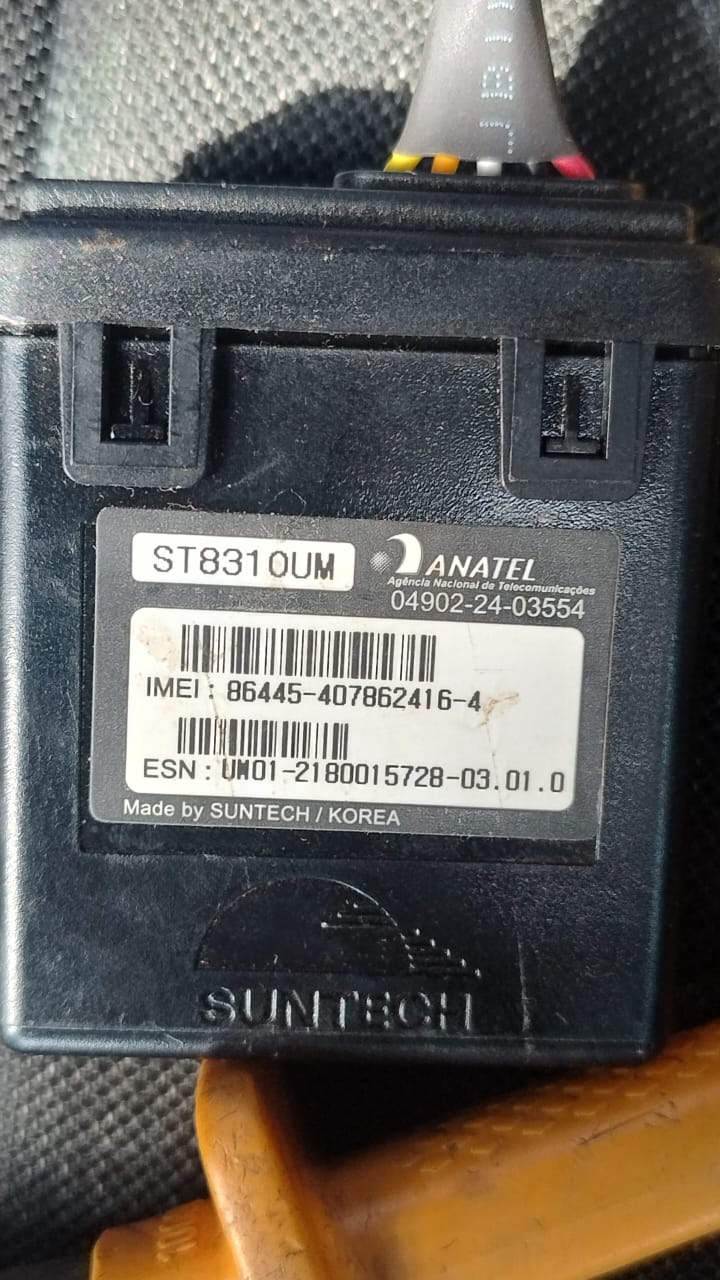 ST8310UM
ANATEL
Agência Nacional de Telecomunicações
04902-24-03554
IMEI : 86445-407862416-4
ESN : UM01-2180015728-03.01.0
Made by SUNTECH / KOREA
SUNTECH